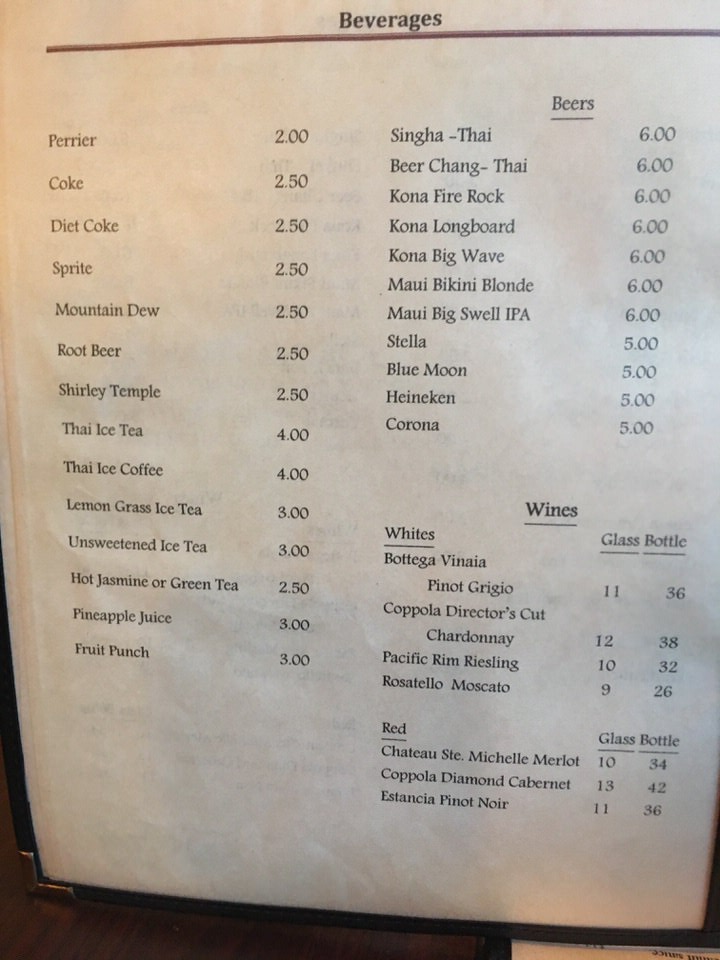 Beverages
Perrier 2.00
Coke 2.50
Diet Coke 2.50
Sprite 2.50
Mountain Dew 2.50
Root Beer 2.50
Shirley Temple 2.50
Thai Ice Tea 4.00
Thai Ice Coffee 4.00
Lemon Grass Ice Tea 3.00
Unsweetened Ice Tea 3.00
Hot Jasmine or Green Tea 2.50
Pineapple Juice 3.00
Fruit Punch 3.00
Beers
Singha -Thai 6.00
Beer Chang- Thai 6.00
Kona Fire Rock 6.00
Kona Longboard 6.00
Kona Big Wave 6.00
Maui Bikini Blonde 6.00
Maui Big Swell IPA 6.00
Stella 5.00
Blue Moon 5.00
Heineken 5.00
Corona 5.00
Wines
Whites Glass Bottle
Bottega Vinaia
Pinot Grigio 11 36
Coppola Director's Cut
Chardonnay 12 38
Pacific Rim Riesling 10 32
Rosatello Moscato 9 26
Red Glass Bottle
Chateau Ste. Michelle Merlot 10 34
Coppola Diamond Cabernet 13 42
Estancia Pinot Noir 11 36